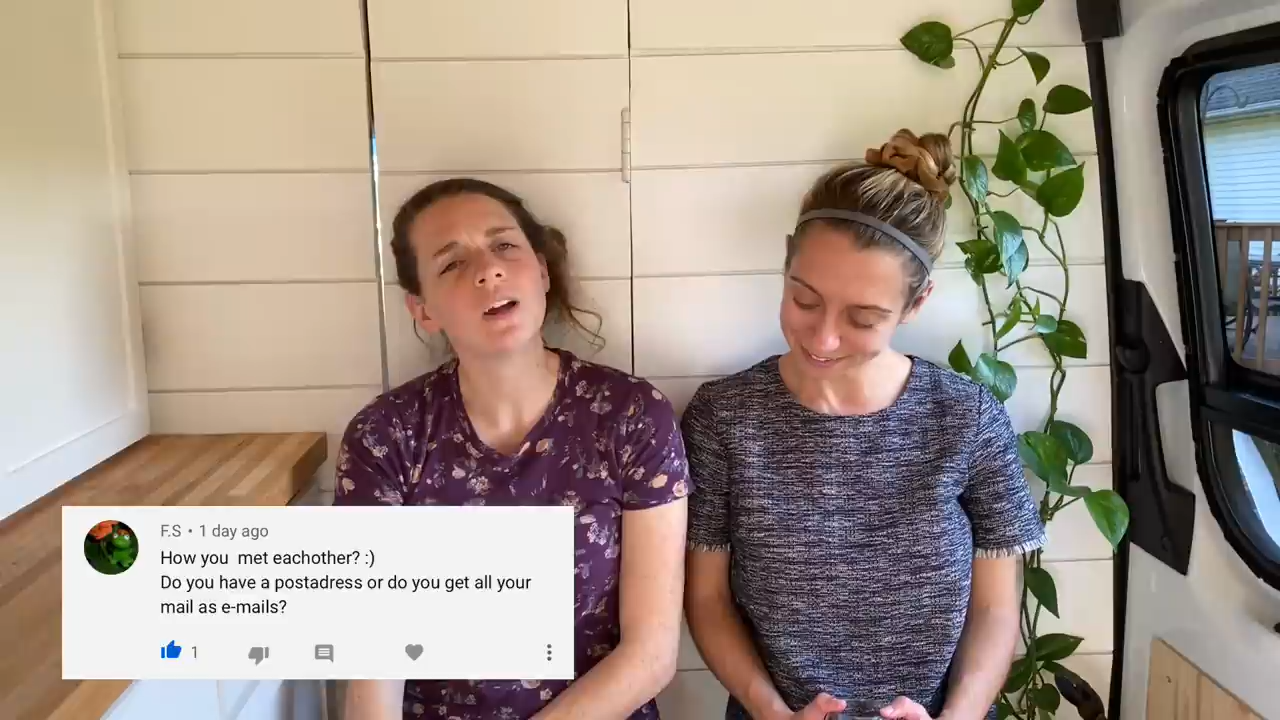 F.S • 1 day ago
How you  met eachother? :)
Do you have a postadress or do you get all your
mail as e-mails?
1